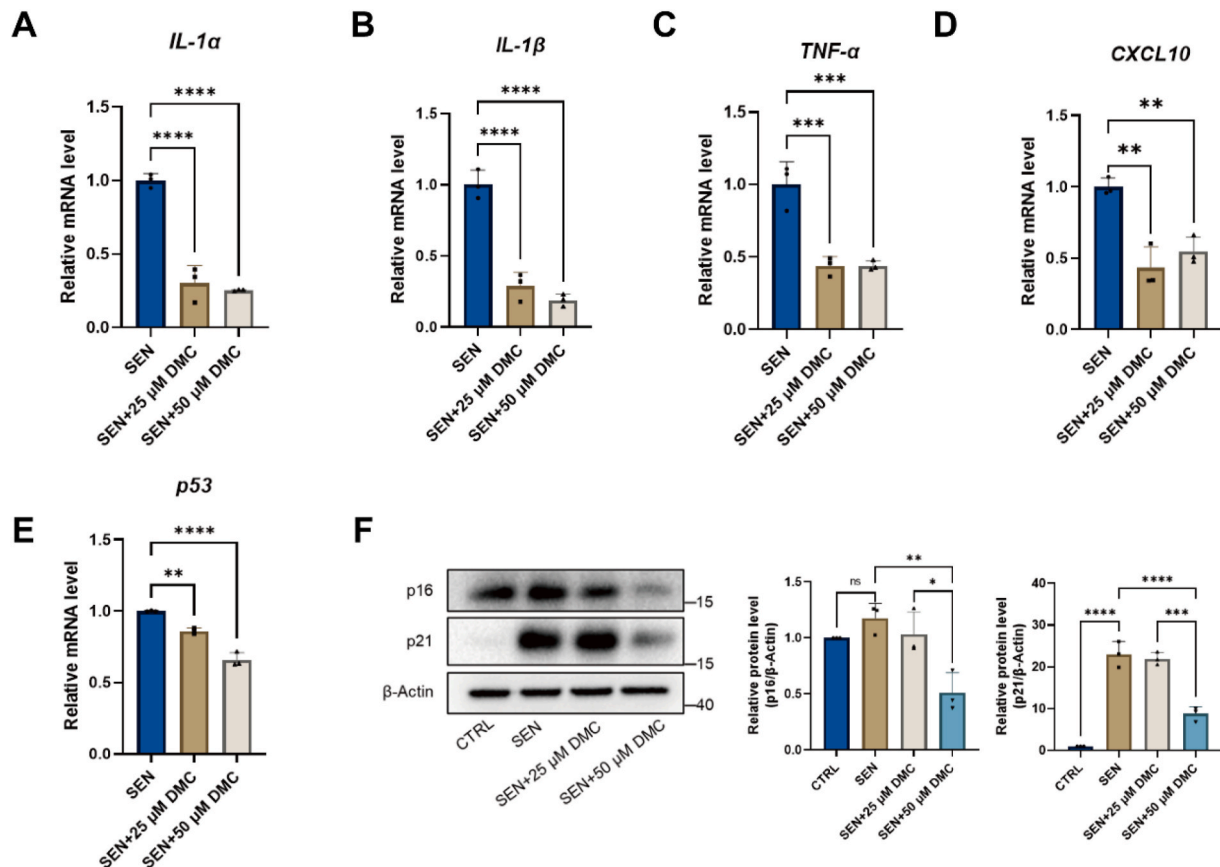 A
IL-1α
Relative mRNA level
1.5
1.0
0.5
0.0
****
****
SEN
SEN+25 μM DMC
SEN+50 μM DMC
B
IL-1β
Relative mRNA level
1.5
1.0
0.5
0.0
****
****
SEN
SEN+25 μM DMC
SEN+50 μM DMC
C
TNF-α
Relative mRNA level
1.5
1.0
0.5
0.0
***
***
SEN
SEN+25 μM DMC
SEN+50 μM DMC
D
CXCL10
Relative mRNA level
1.5
1.0
0.5
0.0
**
**
SEN
SEN+25 μM DMC
SEN+50 μM DMC
E
p53
Relative mRNA level
1.5
1.0
0.5
0.0
****
**
SEN
SEN+25 μM DMC
SEN+50 μM DMC
F
p16
15
p21
15
β-Actin
40
CTRL
SEN
SEN+25 μM DMC
SEN+50 μM DMC
Relative protein level
(p16/β-Actin)
1.5
1.0
0.5
0.0
ns
**
*
CTRL
SEN
SEN+25 μM DMC
SEN+50 μM DMC
Relative protein level
(p21/β-Actin)
40
30
20
10
0
****
****
***
CTRL
SEN
SEN+25 μM DMC
SEN+50 μM DMC